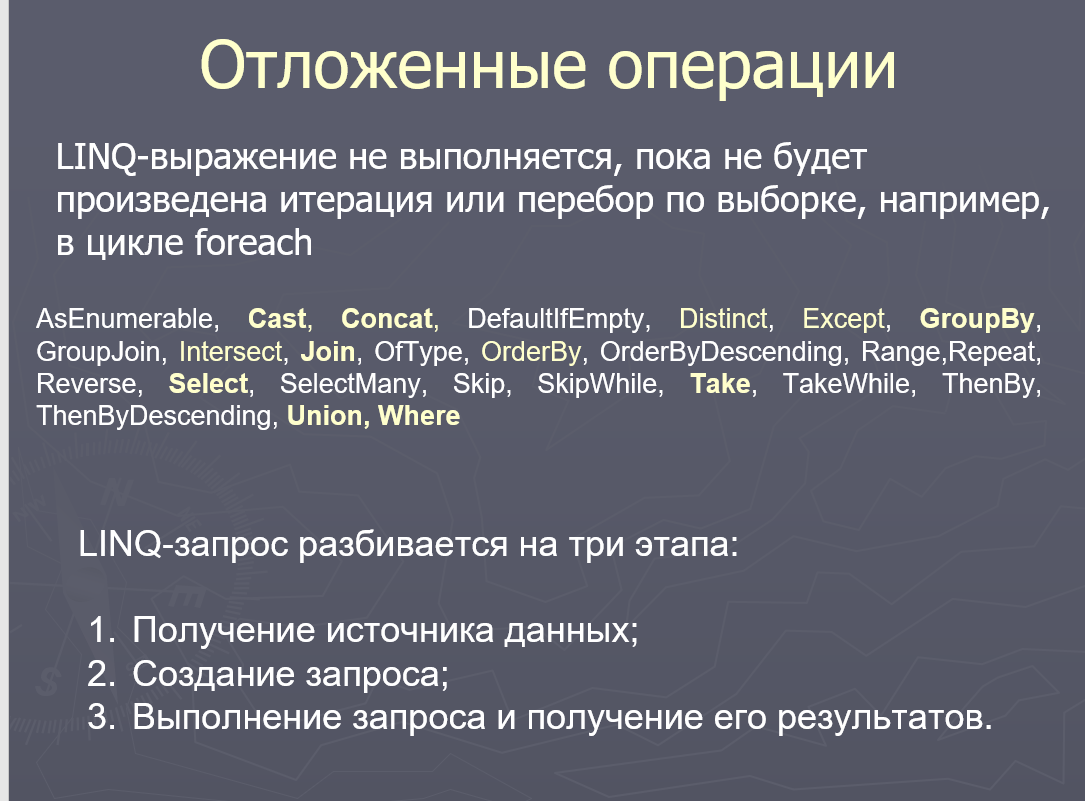 Отложенные операции
LINQ-выражение не выполняется, пока не будет
произведена итерация или перебор по выборке, например,
в цикле foreach
AsEnumerable, Cast, Concat, DefaultIfEmpty, Distinct, Except, GroupBy,
GroupJoin, Intersect, Join, OfType, OrderBy, OrderByDescending, Range,Repeat,
Reverse, Select, SelectMany, Skip, SkipWhile, Take, TakeWhile, ThenBy,
ThenByDescending, Union, Where
N
LINQ-запрос разбивается на три этапа:
1. Получение источника данных;
2. Создание запроса;
3. Выполнение запроса и получение его результатов.
S